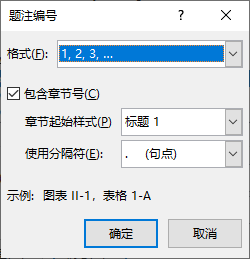 题注编号
格式(F): 1, 2, 3, ...
包含章节号(C)
章节起始样式(P) 标题 1
使用分隔符(E): . (句点)
示例: 图表 II-1, 表格 1-A
确定 取消